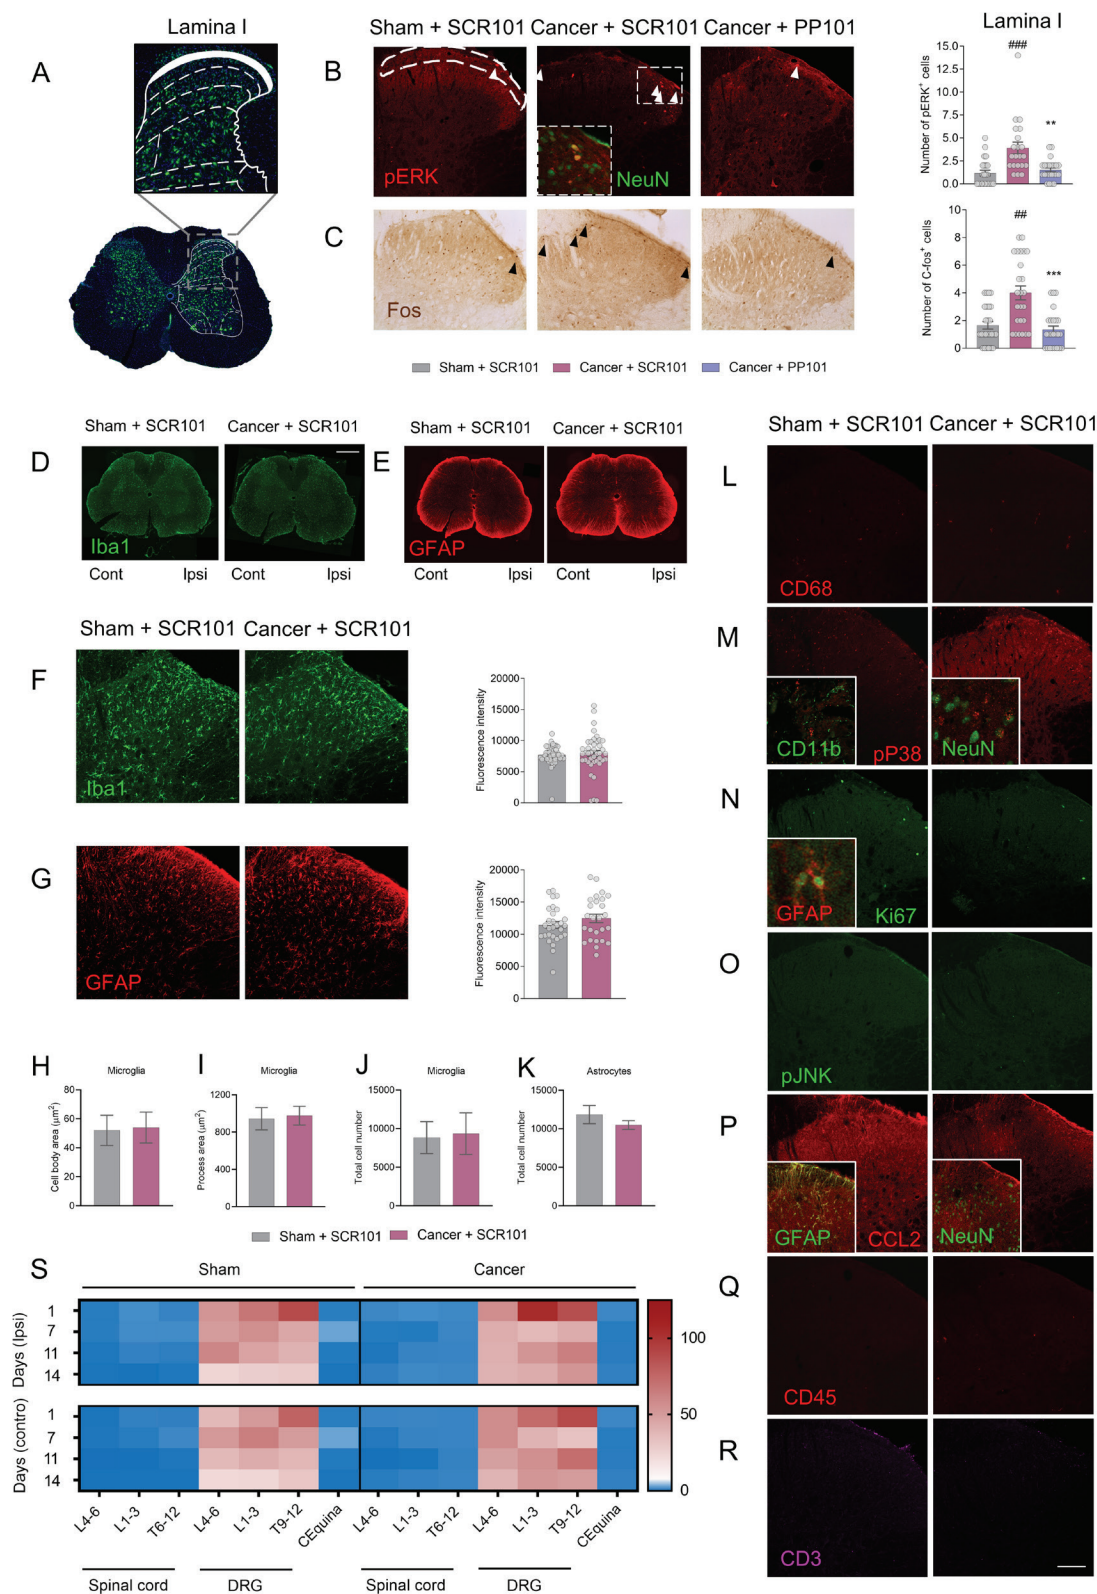 Lamina I
A
Sham + SCR101 Cancer + SCR101 Cancer + PP101
B
pERK
NeuN
C
Fos
Lamina I
Number of pERK+ cells
15.0
12.5
10.0
7.5
5.0
2.5
0.0
###
**
Number of C-fos+ cells
10
8
6
4
2
0
##
***
Sham + SCR101 Cancer + SCR101 Cancer + PP101
Sham + SCR101 Cancer + SCR101
D
Iba1
Cont Ipsi
Sham + SCR101 Cancer + SCR101
E
GFAP
Cont Ipsi
Sham + SCR101 Cancer + SCR101
F
Iba1
Fluorescence intensity
20000
15000
10000
5000
0
G
GFAP
Fluorescence intensity
20000
15000
10000
5000
0
H
Microglia
Cell body area (μm2)
80
60
40
20
0
I
Microglia
Process area (μm2)
1200
800
400
0
J
Microglia
Total cell number
15000
10000
5000
0
K
Astrocytes
Total cell number
15000
10000
5000
0
Sham + SCR101 Cancer + SCR101
Sham + SCR101 Cancer + SCR101
L
CD68
M
CD11b
pP38
NeuN
N
GFAP
Ki67
O
pJNK
P
GFAP
CCL2
NeuN
Q
CD45
R
CD3
S
Sham Cancer
Days (Ipsi)
1
7
11
14
Days (contro)
1
7
11
14
100
50
0
L4-6 L1-3 T6-12 L4-6 L1-3 T9-12 CEquina L4-6 L1-3 T6-12 L4-6 L1-3 T9-12 CEquina
Spinal cord DRG Spinal cord DRG